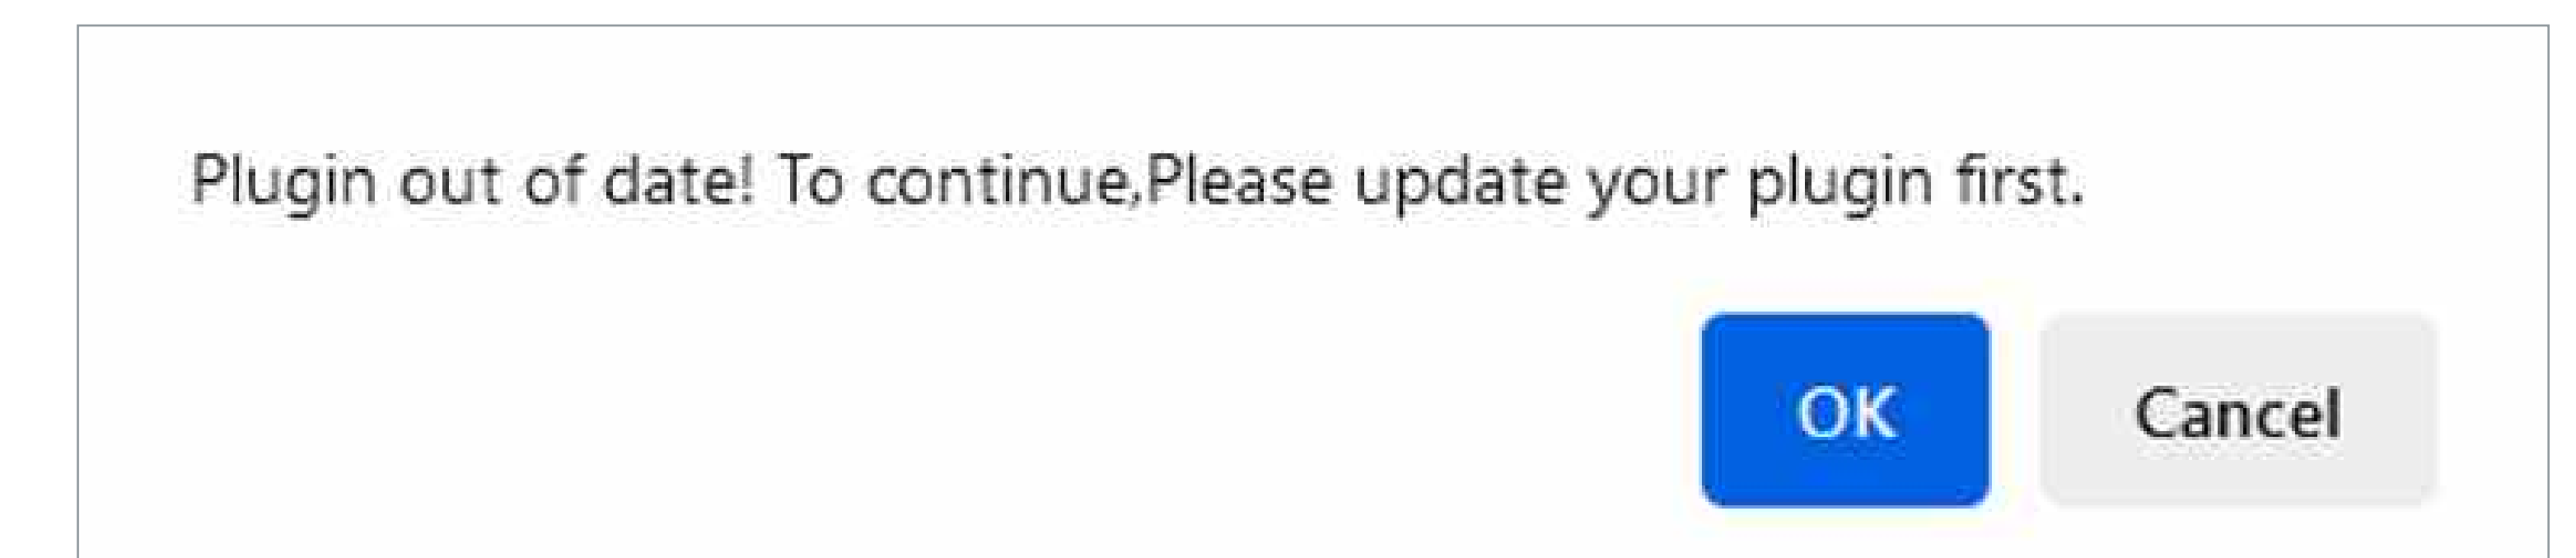 Plugin out of date! To continue,Please update your plugin first.
OK Cancel